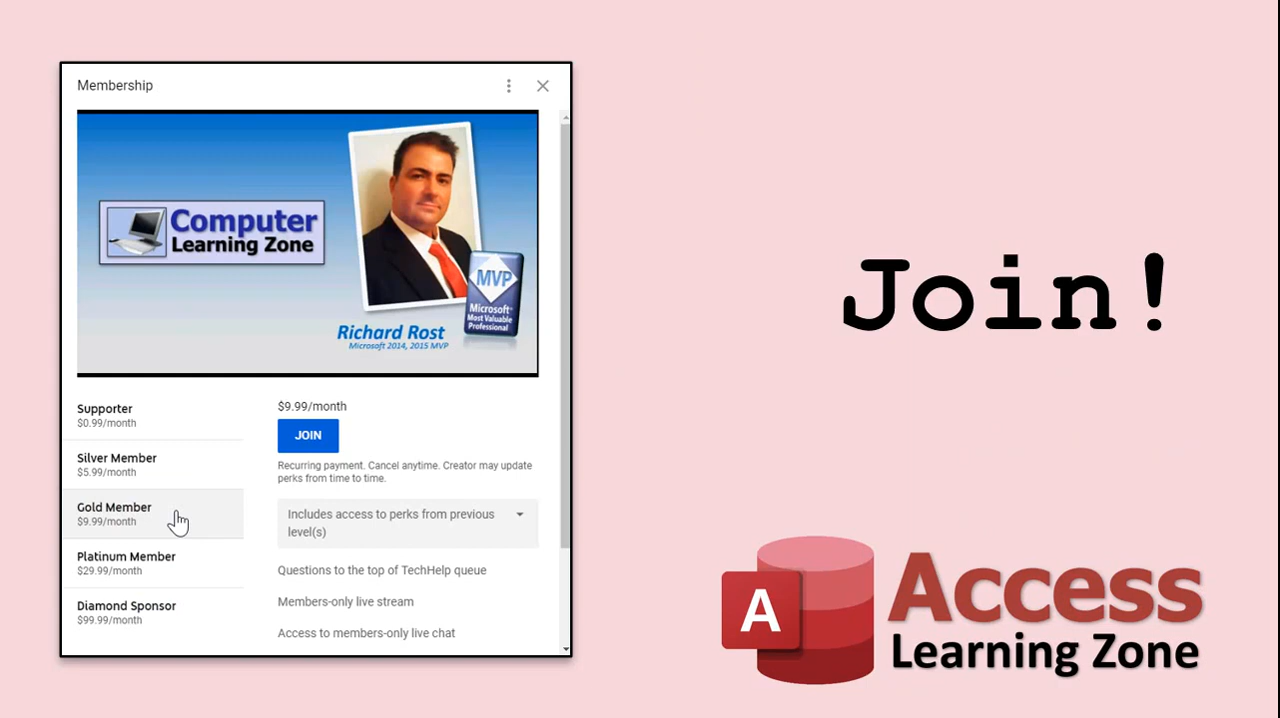 Membership
Computer
Learning Zone
MVP
Microsoft®
Most Valuable
Professional
Richard Rost
Microsoft 2014, 2015 MVP
Supporter
$0.99/month
Silver Member
$5.99/month
Gold Member
$9.99/month
Platinum Member
$29.99/month
Diamond Sponsor
$99.99/month
$9.99/month
JOIN
Recurring payment. Cancel anytime. Creator may update
perks from time to time.
Includes access to perks from previous
level(s)
Questions to the top of TechHelp queue
Members-only live stream
Access to members-only live chat
Join!
A
Access
Learning Zone